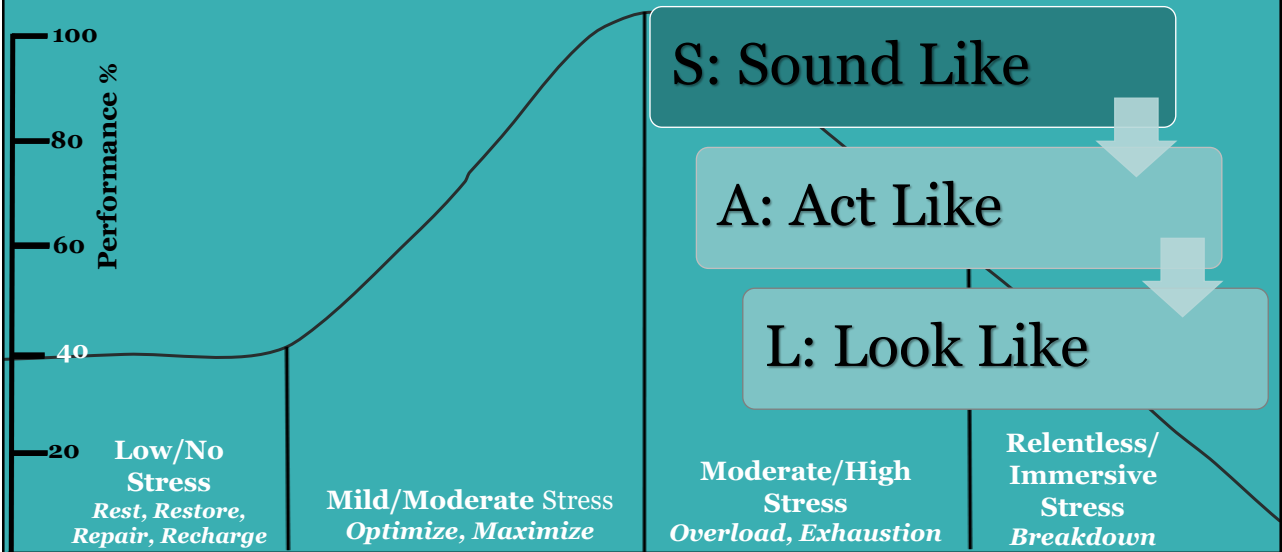 100
80
60
40
20
Performance %
S: Sound Like
A: Act Like
L: Look Like
Low/No
Stress
Rest, Restore,
Repair, Recharge
Mild/Moderate Stress
Optimize, Maximize
Moderate/High
Stress
Overload, Exhaustion
Relentless/
Immersive
Stress
Breakdown